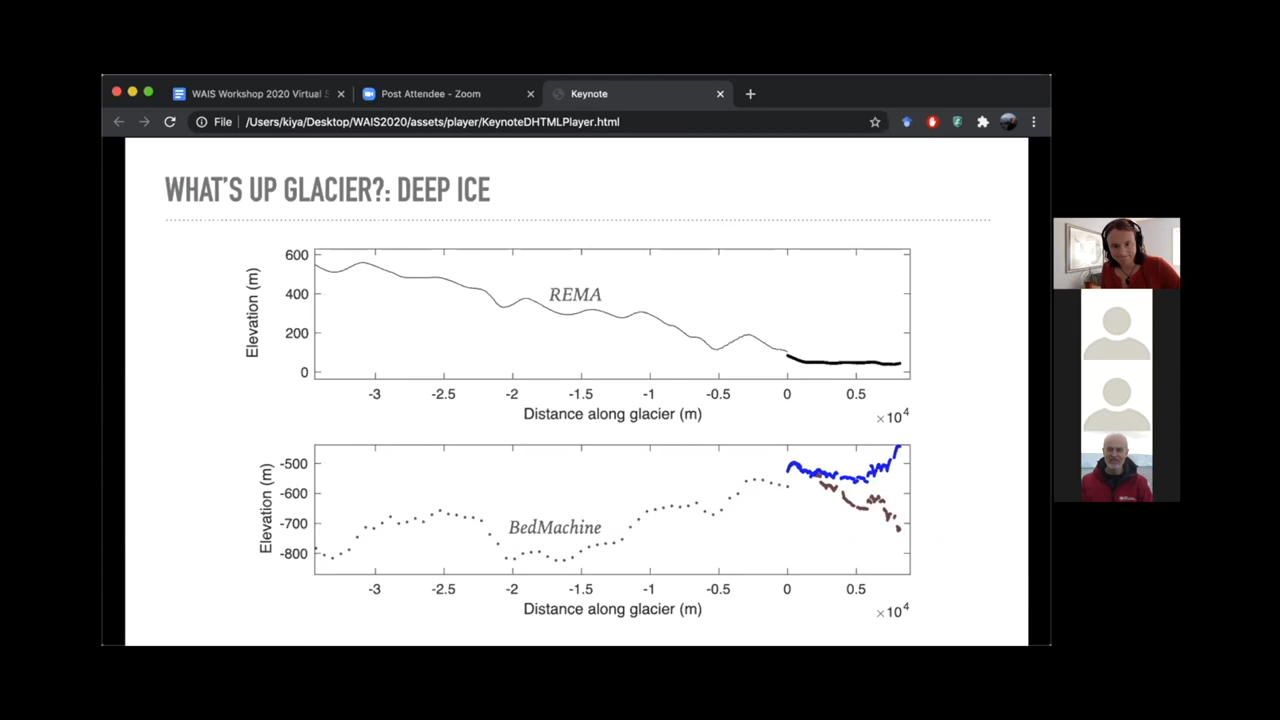 WAIS Workshop 2020 Virtual S
Post Attendee - Zoom
Keynote
File /Users/kiya/Desktop/WAIS2020/assets/player/KeynoteDHTMLPlayer.html
WHAT'S UP GLACIER?: DEEP ICE
600
400
200
0
Elevation (m)
REMA
-3 -2.5 -2 -1.5 -1 -0.5 0 0.5
Distance along glacier (m)
×10⁴
-500
-600
-700
-800
Elevation (m)
BedMachine
-3 -2.5 -2 -1.5 -1 -0.5 0 0.5
Distance along glacier (m)
×10⁴